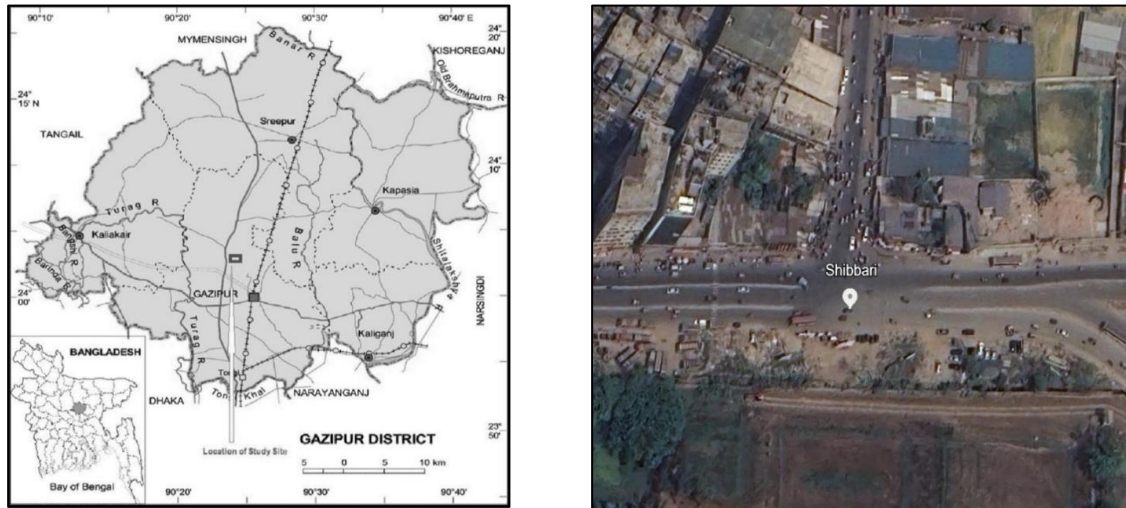 90°10'
90°20'
90°30'
90°40' E
24°
20'
MYMENSINGH
Banar R
KISHOREGANJ
Old Brahmaputra R
24°
15' N
TANGAIL
Sreepur
24°
10'
Kapasia
Turag R
Kaliakair
Bangshi R
Barinda R
Balu R
Shitalakshya R
24°
00'
GAZIPUR
NARSINGDI
Turag R
Kaliganj
BANGLADESH
DHAKA
Tongi Khal
NARAYANGANJ
23°
50'
GAZIPUR DISTRICT
Location of Study Site
5 0 5 10 km
Bay of Bengal
90°20'
90°30'
90°40'
Shibbari